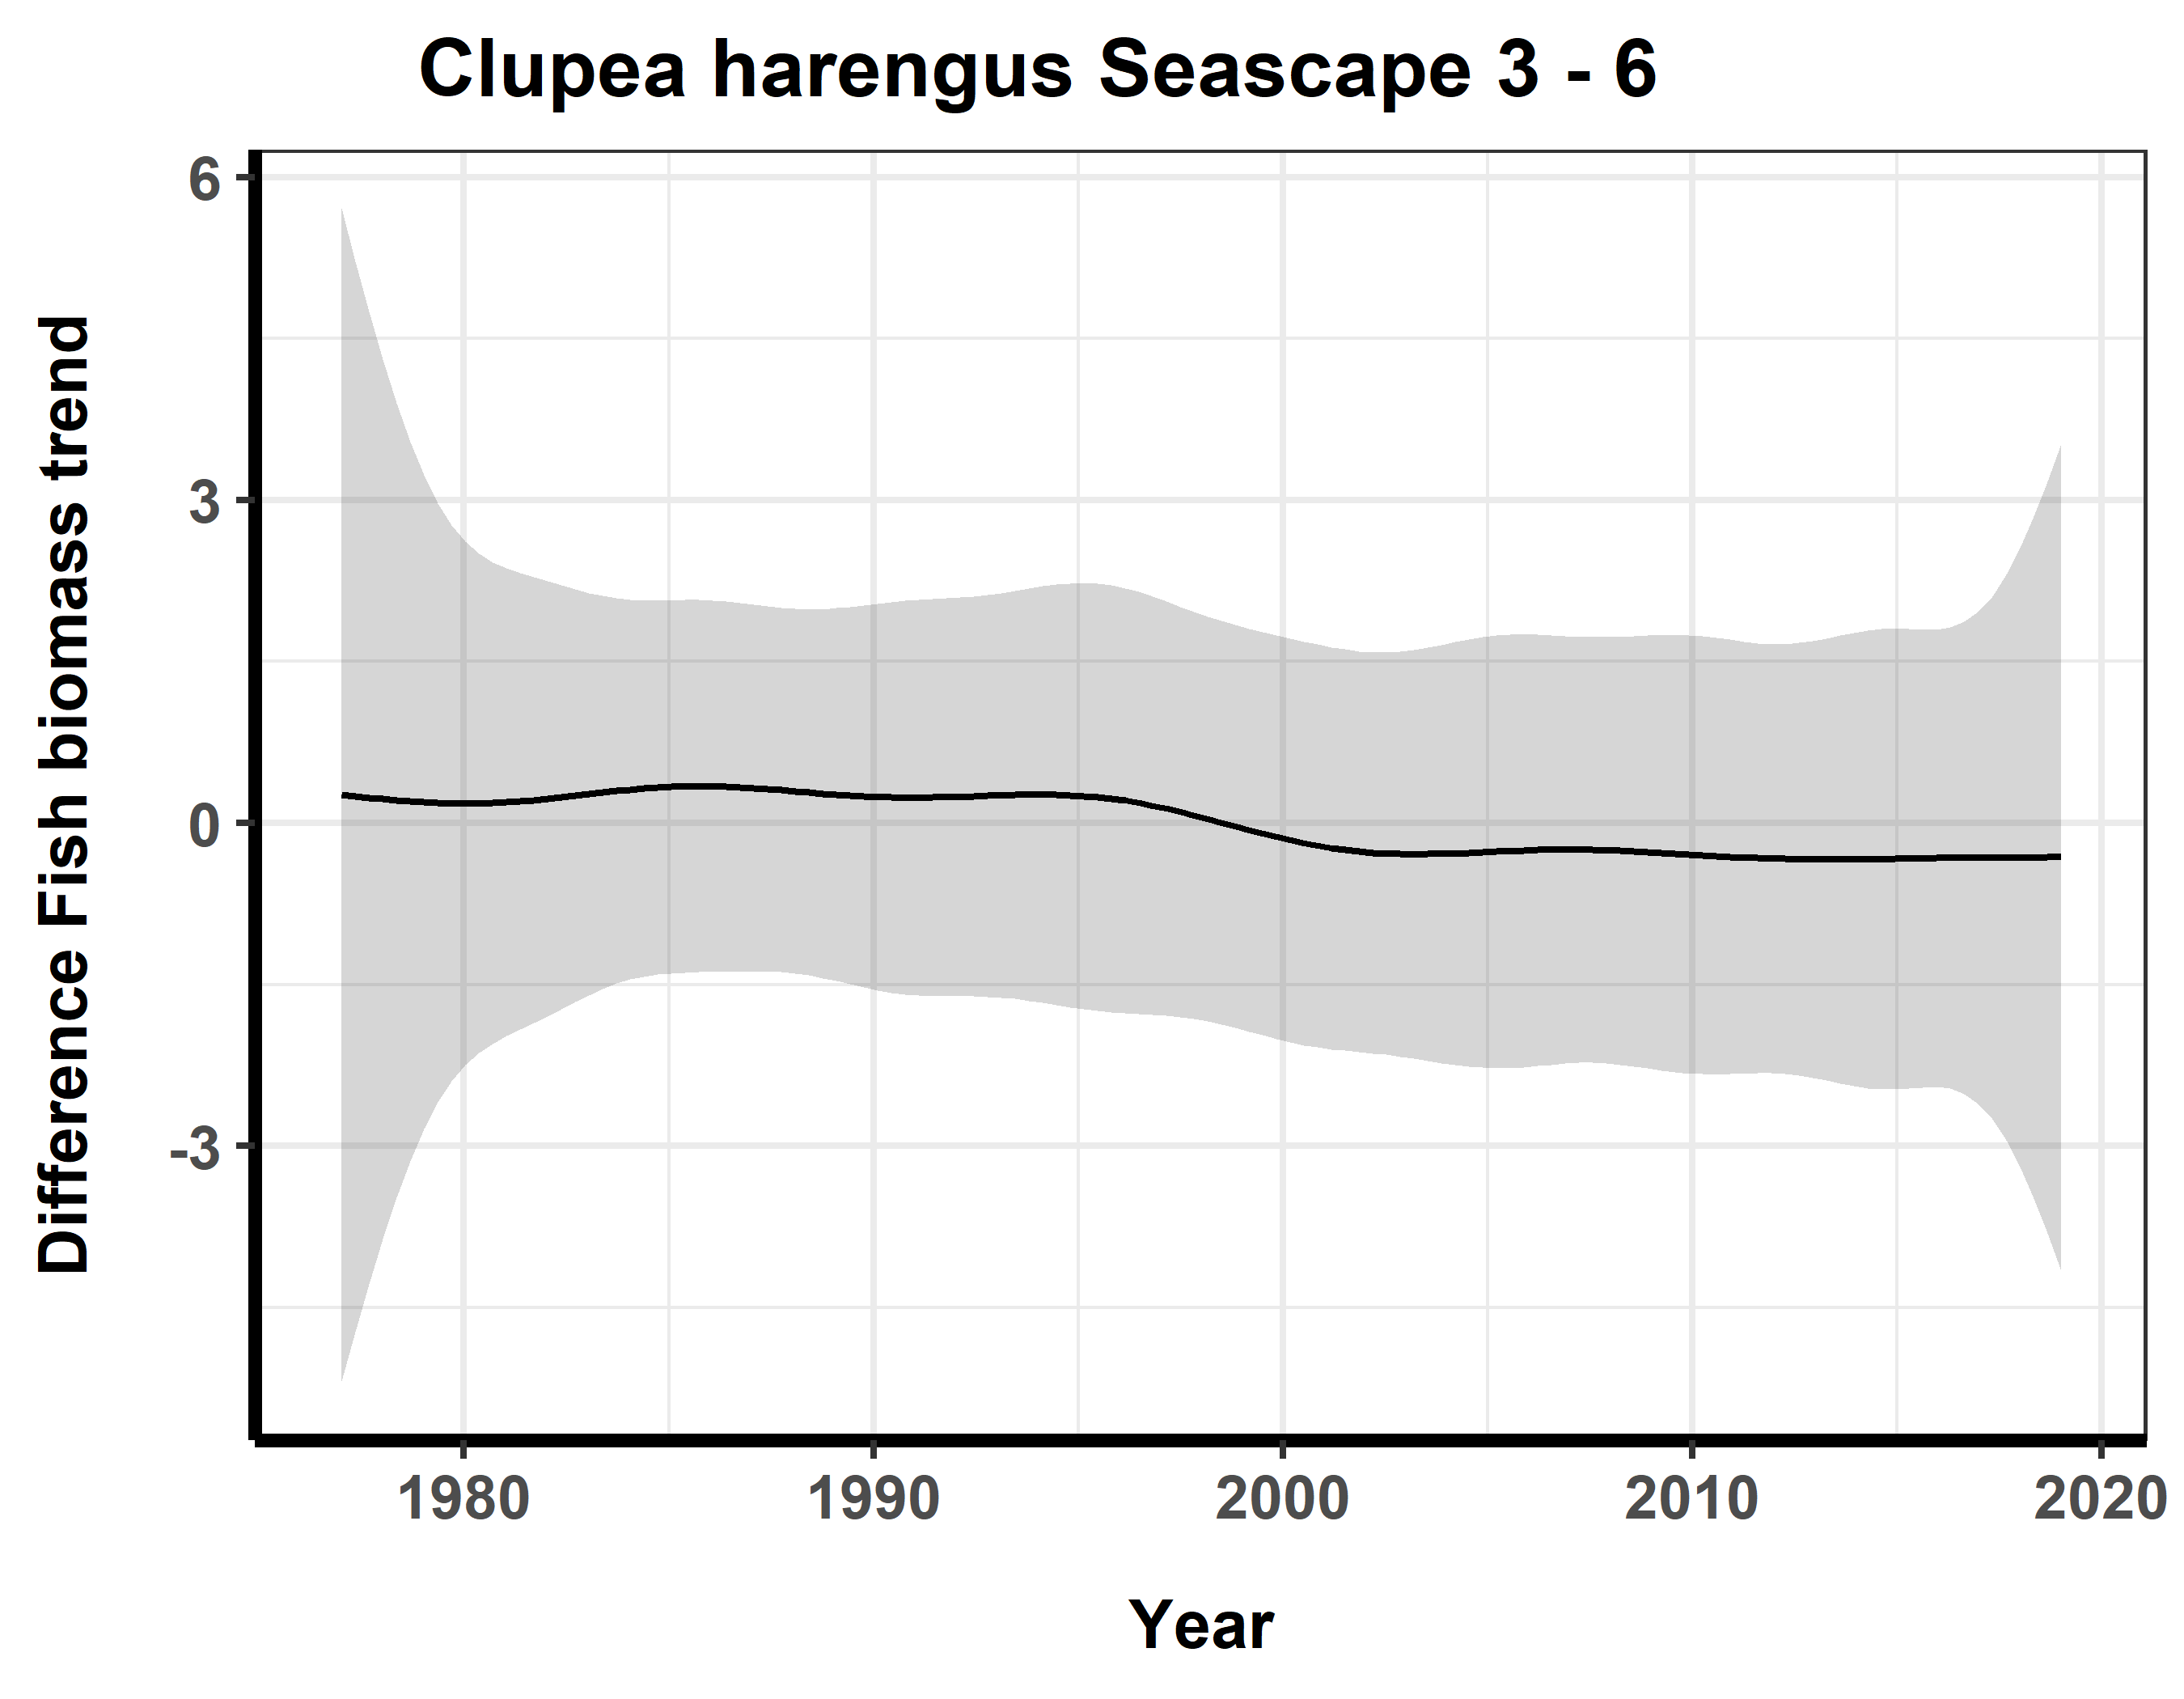 Clupea harengus Seascape 3 - 6
Difference Fish biomass trend
6
3
0
-3
1980 1990 2000 2010 2020
Year